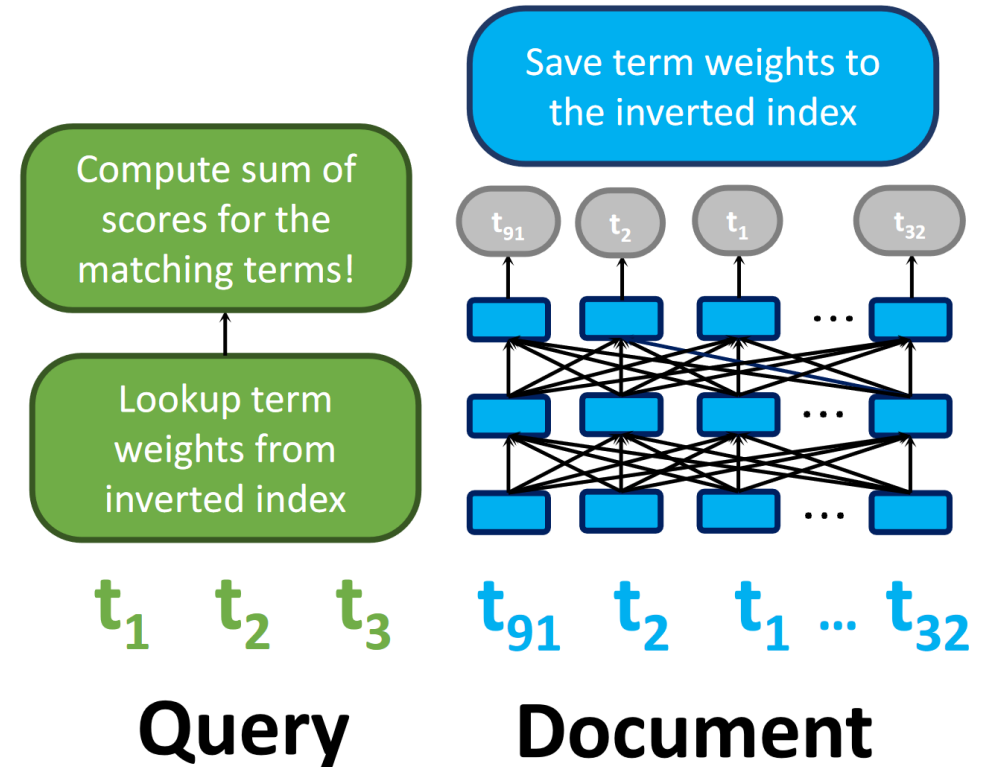 Compute sum of
scores for the
matching terms!
Lookup term
weights from
inverted index
t1 t2 t3
Query
Save term weights to
the inverted index
t91 t2 t1 t32
...
...
...
t91 t2 t1 ... t32
Document